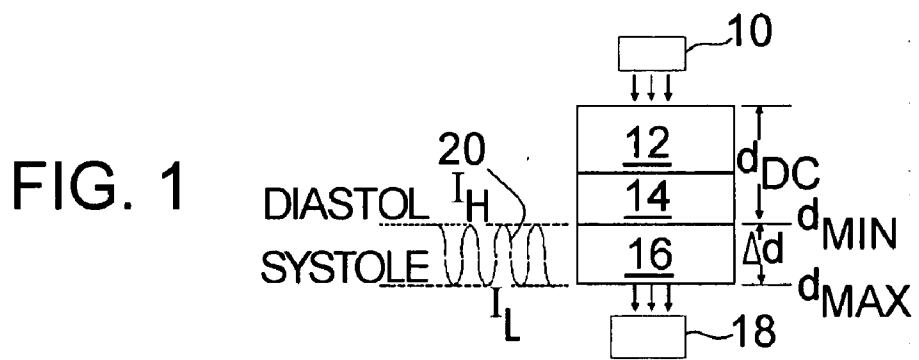 FIG. 1
10
12
14
16
18
20
I_H
DIASTOL
SYSTOLE
I_L
d_DC
d_MIN
Δd
d_MAX